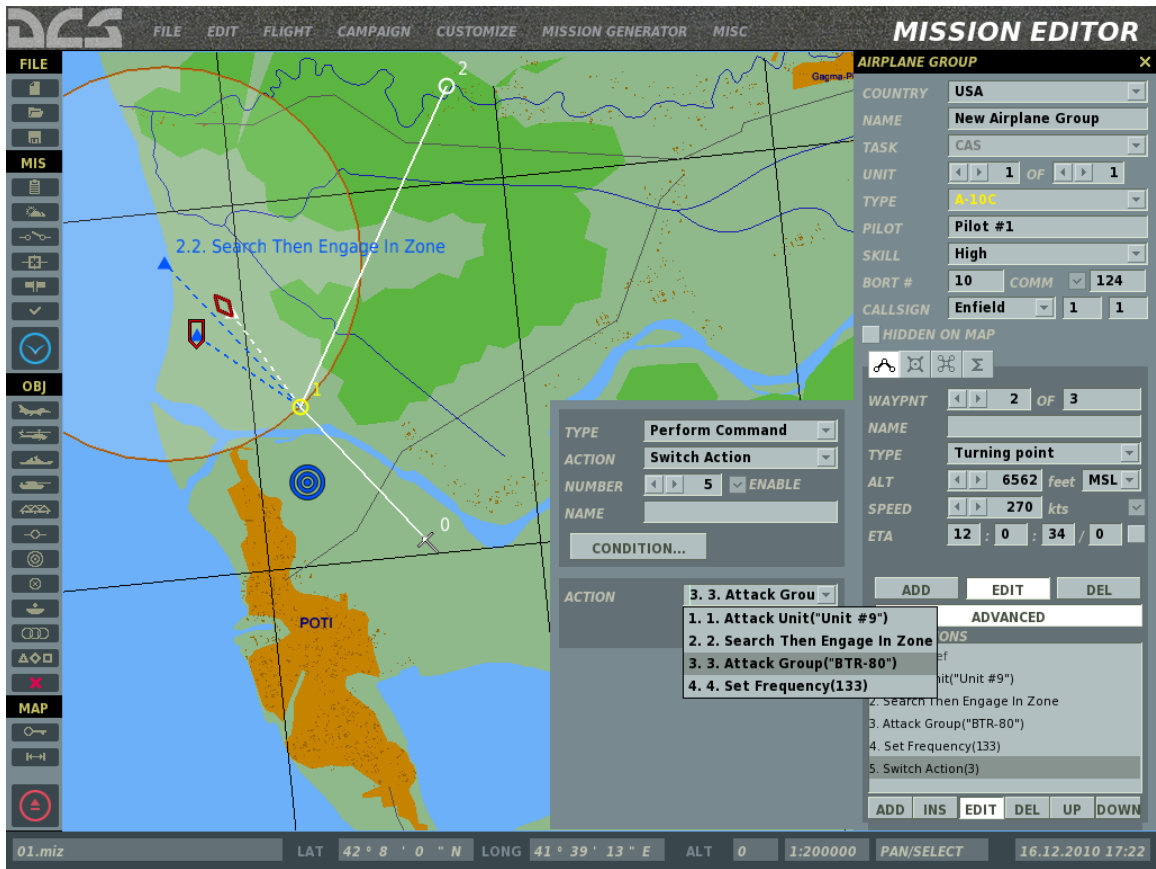 DCS
FILE EDIT FLIGHT CAMPAIGN CUSTOMIZE MISSION GENERATOR MISC
MISSION EDITOR
FILE
MIS
OBJ
MAP
2
Gagma-P
2.2. Search Then Engage In Zone
1
0
POTI
AIRPLANE GROUP X
COUNTRY USA
NAME New Airplane Group
TASK CAS
UNIT 1 OF 1
TYPE A-10C
PILOT Pilot #1
SKILL High
BORT # 10 COMM 124
CALLSIGN Enfield 1 1
HIDDEN ON MAP
Σ
WAYPNT 2 OF 3
NAME
TYPE Turning point
ALT 6562 feet MSL
SPEED 270 kts
ETA 12 : 0 : 34 / 0
ADD EDIT DEL
ADVANCED
TYPE Perform Command
ACTION Switch Action
NUMBER 5 ENABLE
NAME
CONDITION...
ACTION 3. 3. Attack Grou
1. 1. Attack Unit("Unit #9")
2. 2. Search Then Engage In Zone
3. 3. Attack Group("BTR-80")
4. 4. Set Frequency(133)
ONS
ef
nit("Unit #9")
2. Search Then Engage In Zone
3. Attack Group("BTR-80")
4. Set Frequency(133)
5. Switch Action(3)
ADD INS EDIT DEL UP DOWN
01.miz LAT 42 ° 8 ' 0 " N LONG 41 ° 39 ' 13 " E ALT 0 1:200000 PAN/SELECT 16.12.2010 17:22